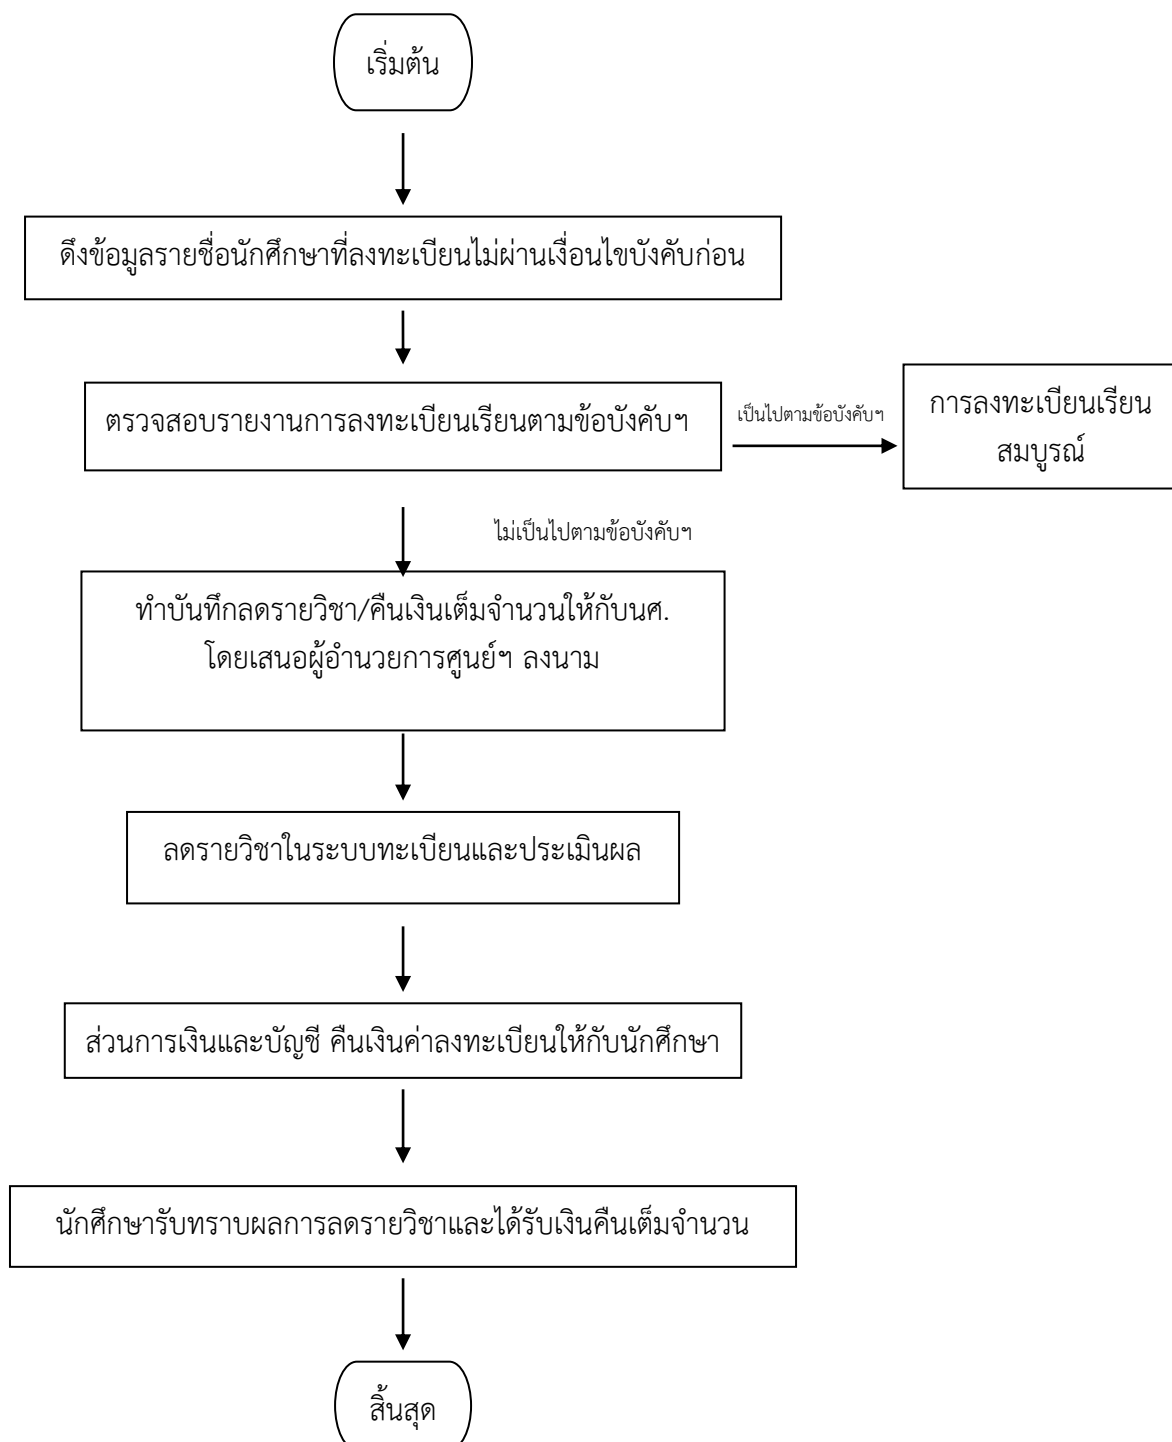 เริ่มต้น
ดึงข้อมูลรายชื่อนักศึกษาที่ลงทะเบียนไม่ผ่านเงื่อนไขบังคับก่อน
ตรวจสอบรายงานการลงทะเบียนเรียนตามข้อบังคับฯ
เป็นไปตามข้อบังคับฯ
การลงทะเบียนเรียน
สมบูรณ์
ไม่เป็นไปตามข้อบังคับฯ
ทำบันทึกลดรายวิชา/คืนเงินเต็มจำนวนให้กับนศ.
โดยเสนอผู้อำนวยการศูนย์ฯ ลงนาม
ลดรายวิชาในระบบทะเบียนและประเมินผล
ส่วนการเงินและบัญชี คืนเงินค่าลงทะเบียนให้กับนักศึกษา
นักศึกษารับทราบผลการลดรายวิชาและได้รับเงินคืนเต็มจำนวน
สิ้นสุด